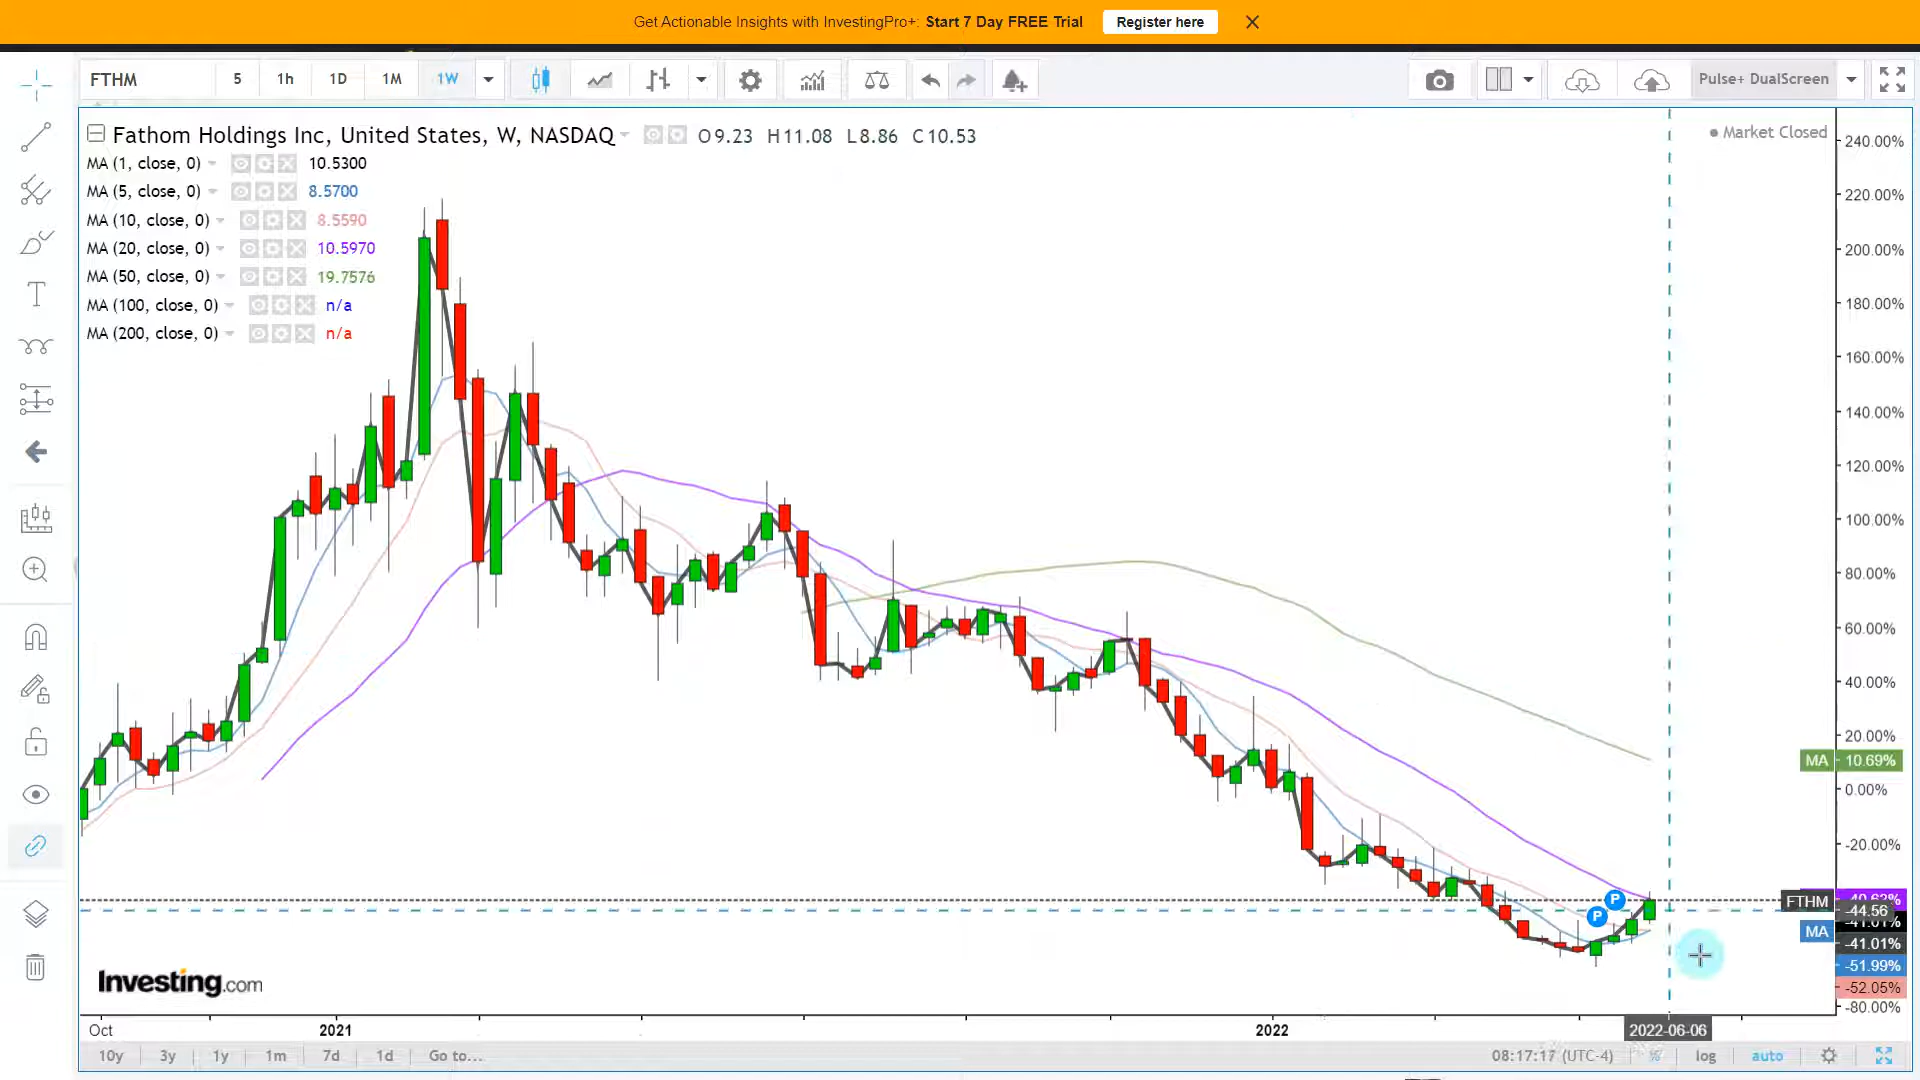 Get Actionable Insights with InvestingPro+: Start 7 Day FREE Trial Register here
FTHM 5 1h 1D 1M 1W Pulse+ DualScreen
Fathom Holdings Inc, United States, W, NASDAQ O9.23 H11.08 L8.86 C10.53
Market Closed
MA (1, close, 0) 10.5300
MA (5, close, 0) 8.5700
MA (10, close, 0) 8.5590
MA (20, close, 0) 10.5970
MA (50, close, 0) 19.7576
MA (100, close, 0) n/a
MA (200, close, 0) n/a
240.00%
220.00%
200.00%
180.00%
160.00%
140.00%
120.00%
100.00%
80.00%
60.00%
40.00%
20.00%
MA 10.69%
0.00%
-20.00%
P
P
FTHM
-44.56
MA
-41.01%
-51.99%
-52.05%
-80.00%
Investing.com
Oct 2021 2022 2022-06-06
10y 3y 1y 1m 7d 1d Go to... 08:17:17 (UTC-4) % log auto